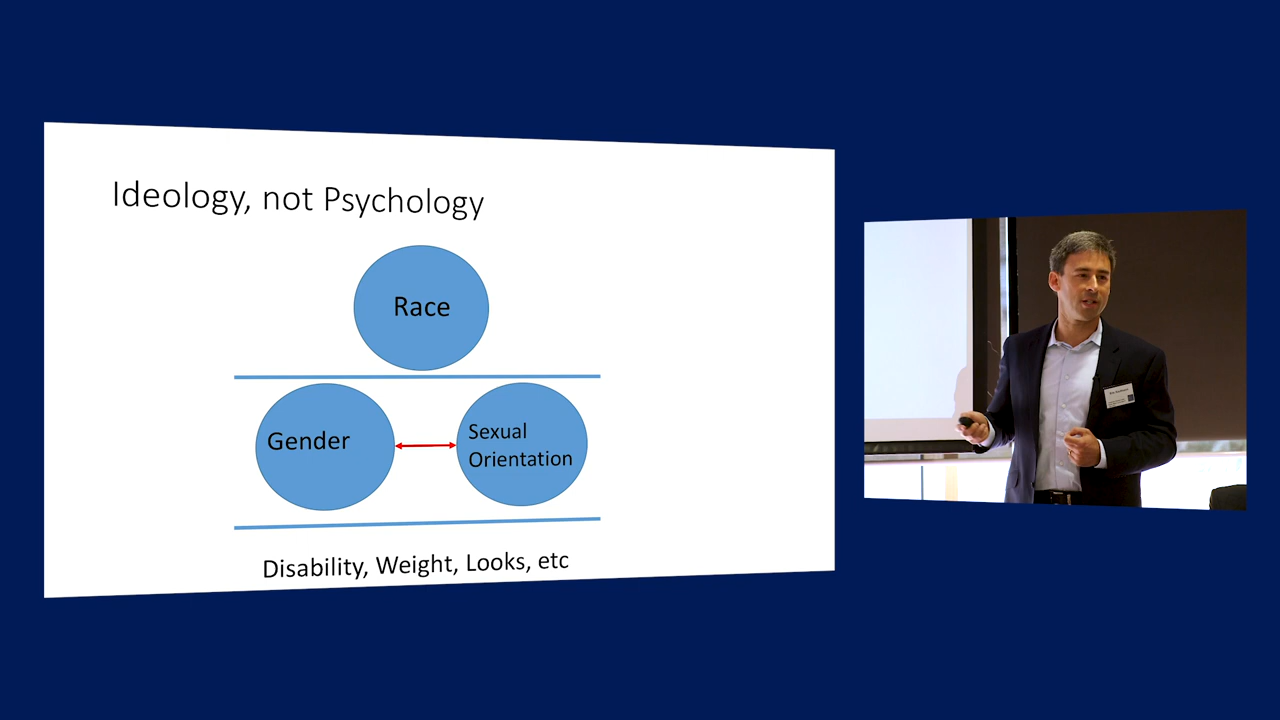 Ideology, not Psychology
Race
Gender
Sexual
Orientation
Disability, Weight, Looks, etc